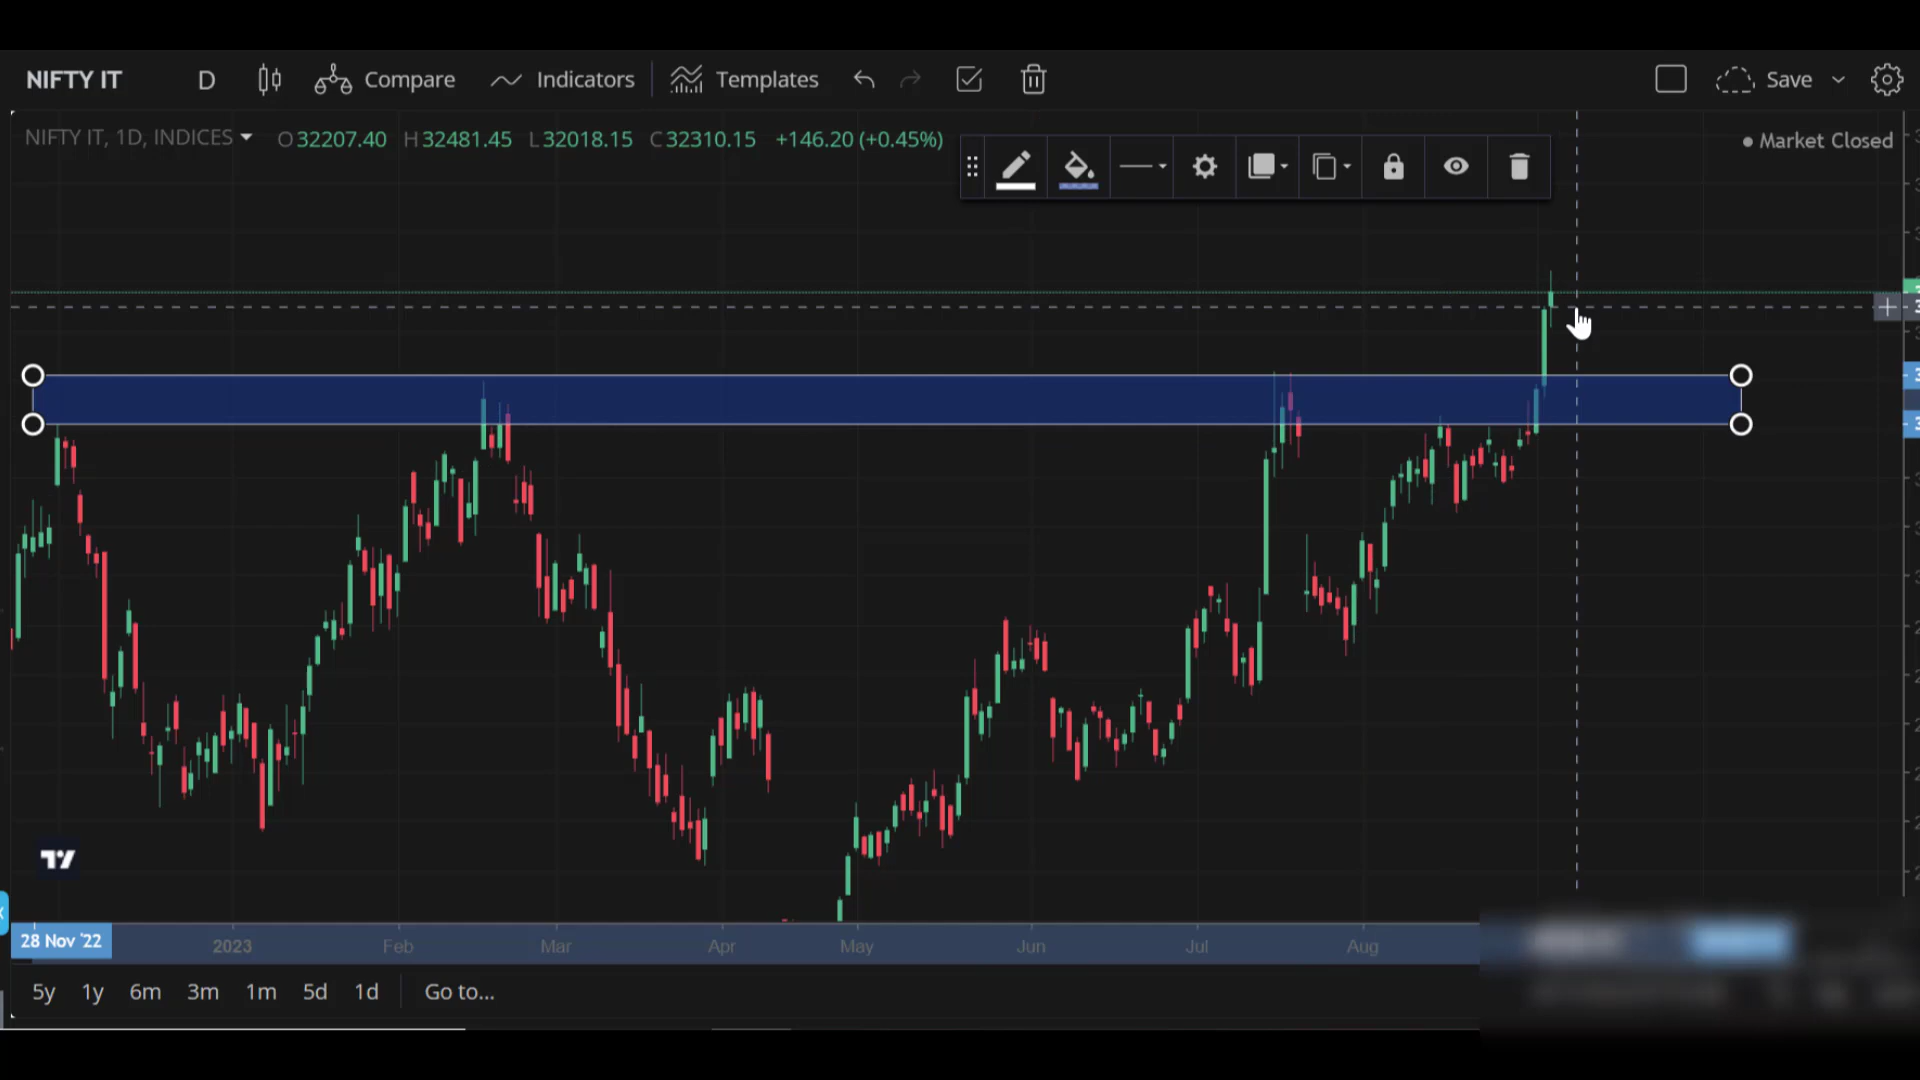 NIFTY IT D Compare Indicators Templates Save
NIFTY IT, 1D, INDICES O32207.40 H32481.45 L32018.15 C32310.15 +146.20 (+0.45%)
Market Closed
28 Nov '22 2023 Feb Mar Apr May Jun Jul Aug
5y 1y 6m 3m 1m 5d 1d Go to...